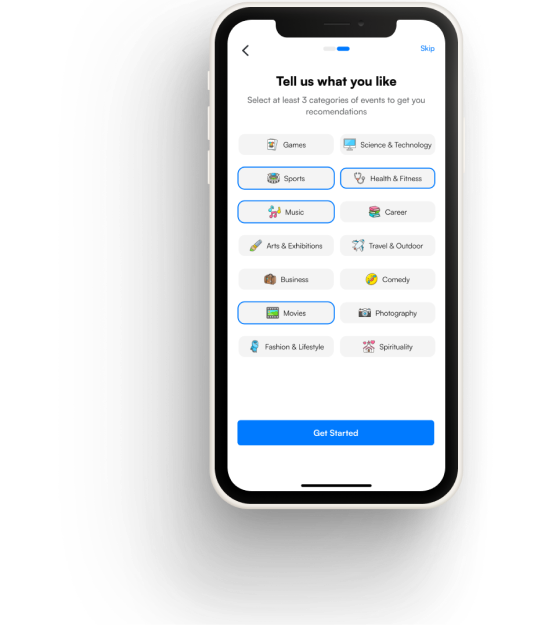 Skip
Tell us what you like
Select at least 3 categories of events to get you
recomendations
Games
Science & Technology
Sports
Health & Fitness
Music
Career
Arts & Exhibitions
Travel & Outdoor
Business
Comedy
Movies
Photography
Fashion & Lifestyle
Spirituality
Get Started